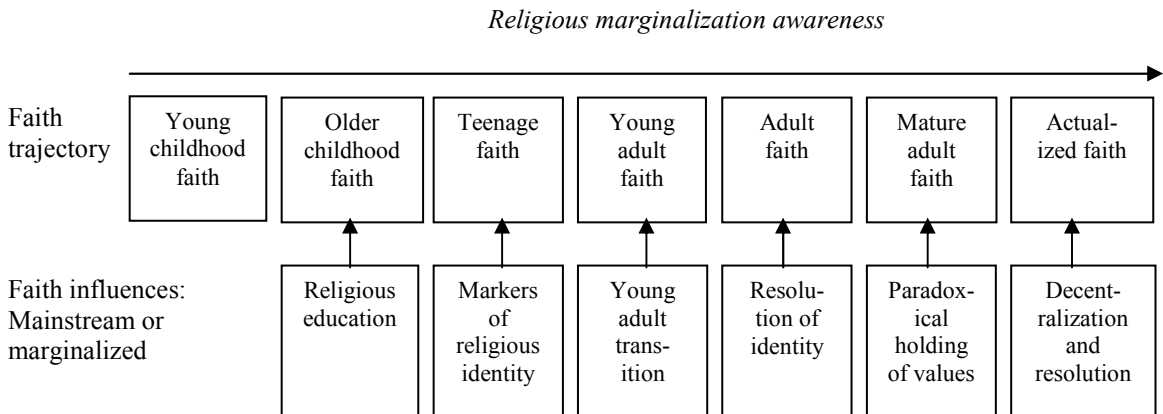 Religious marginalization awareness
Faith
trajectory
Young
childhood
faith
Older
childhood
faith
Teenage
faith
Young
adult
faith
Adult
faith
Mature
adult
faith
Actual-
ized faith
Faith influences:
Mainstream or
marginalized
Religious
education
Markers
of
religious
identity
Young
adult
trans-
ition
Resolu-
tion of
identity
Paradox-
ical
holding
of values
Decent-
ralization
and
resolution